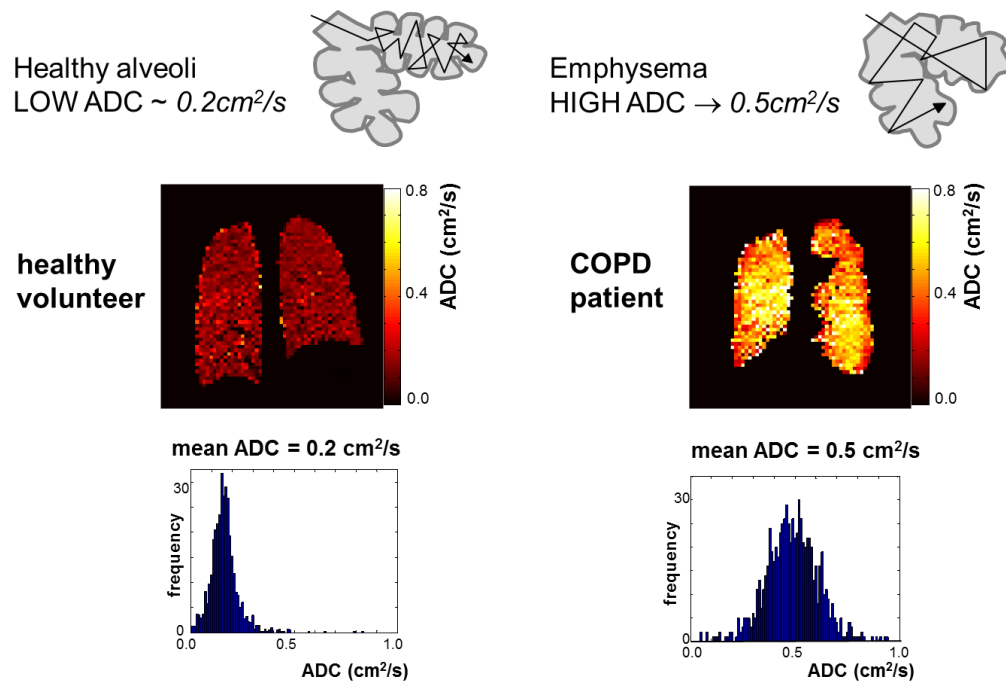 Healthy alveoli
LOW ADC ~ 0.2cm²/s
Emphysema
HIGH ADC → 0.5cm²/s
healthy
volunteer
0.8
0.4
0.0
ADC (cm²/s)
COPD
patient
0.8
0.4
0.0
ADC (cm²/s)
mean ADC = 0.2 cm²/s
30
0
frequency
0.0
0.5
1.0
ADC (cm²/s)
mean ADC = 0.5 cm²/s
30
0
frequency
0.0
0.5
1.0
ADC (cm²/s)